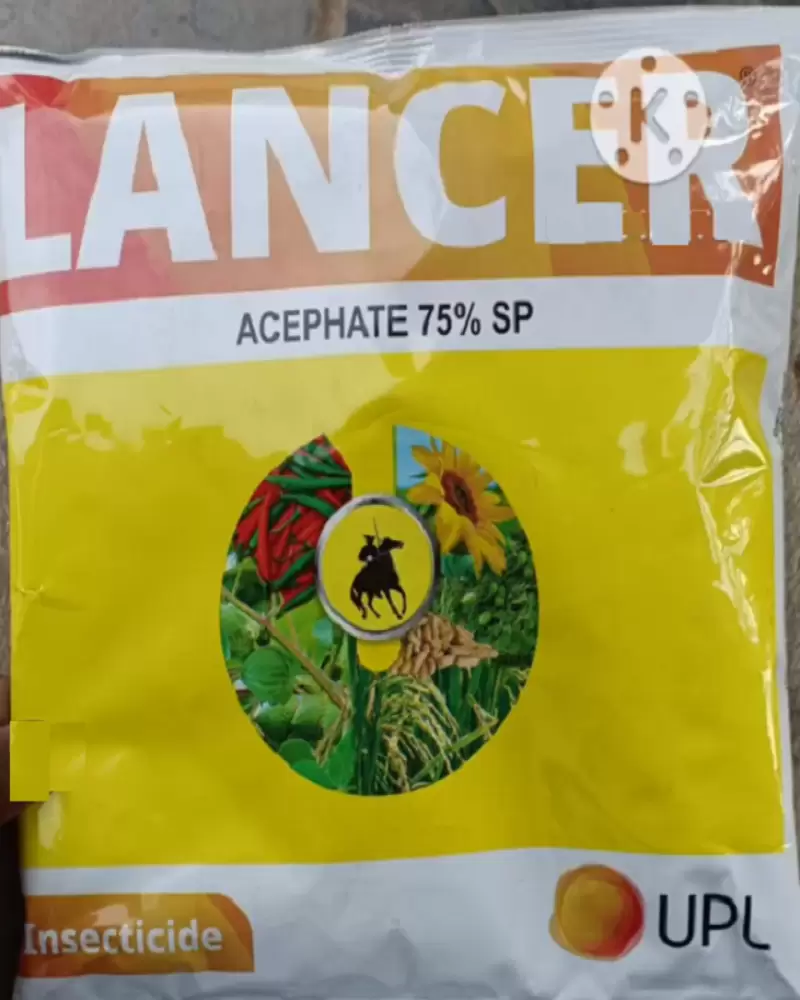 LANCER
ACEPHATE 75% SP
Insecticide
UPL